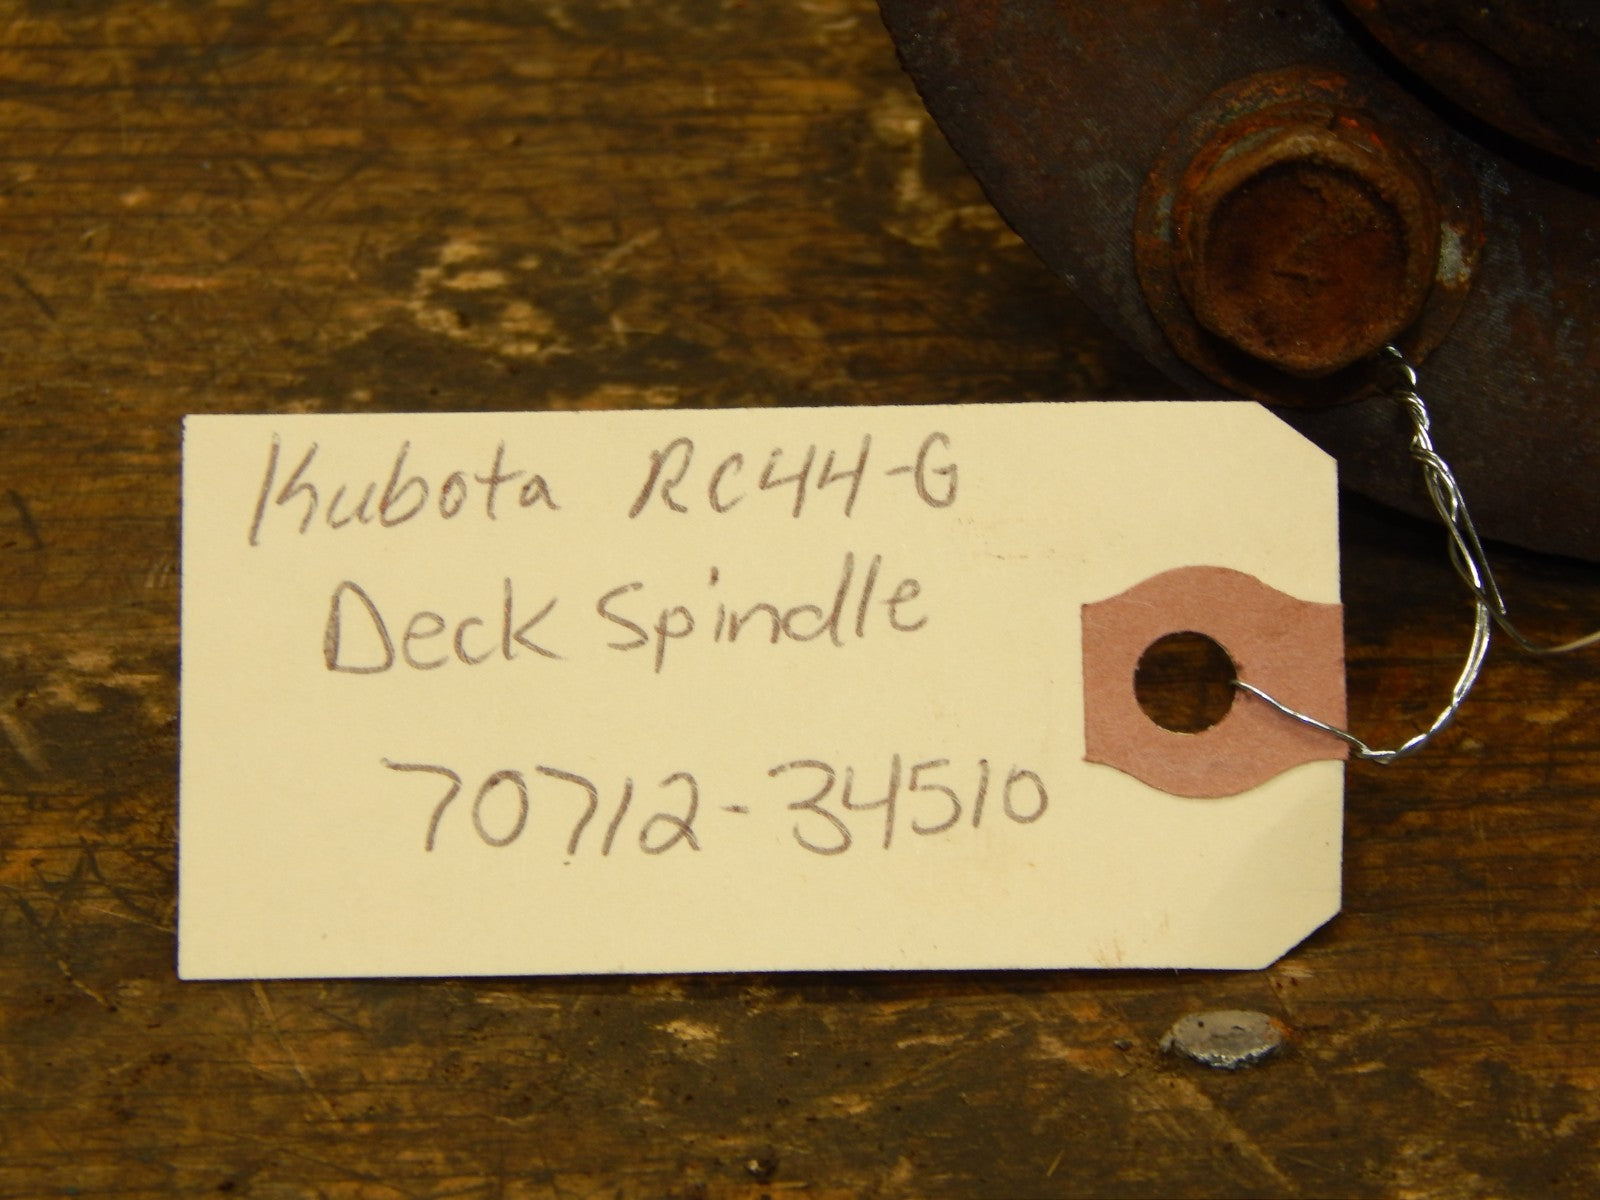 Kubota RC44-G
Deck Spindle
70712-34510